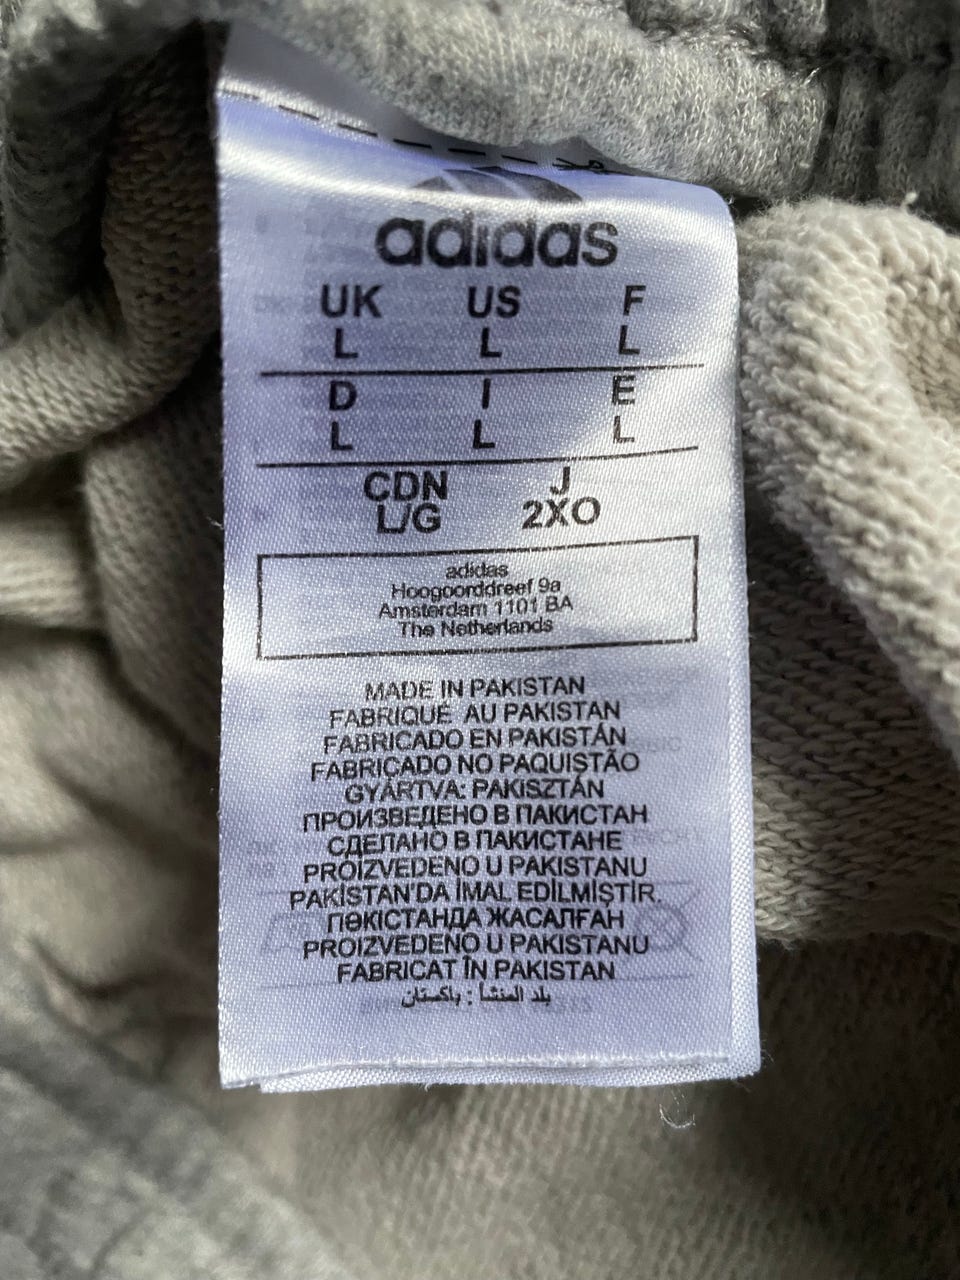 adidas
UK US F
L L L
D I E
L L L
CDN J
L/G 2XO
adidas
Hoogoorddreef 9a
Amsterdam 1101 BA
The Netherlands
MADE IN PAKISTAN
FABRIQUÉ AU PAKISTAN
FABRICADO EN PAKISTÁN
FABRICADO NO PAQUISTÃO
GYÁRTVA: PAKISZTÁN
ПРОИЗВЕДЕНО В ПАКИСТАН
СДЕЛАНО В ПАКИСТАНЕ
PROIZVEDENO U PAKISTANU
PAKİSTAN'DA İMAL EDİLMİŞTİR.
ПӘКІСТАНДА ЖАСАЛҒАН
PROIZVEDENO U PAKISTANU
FABRICAT ÎN PAKISTAN
بلد المنشأ : باكستان